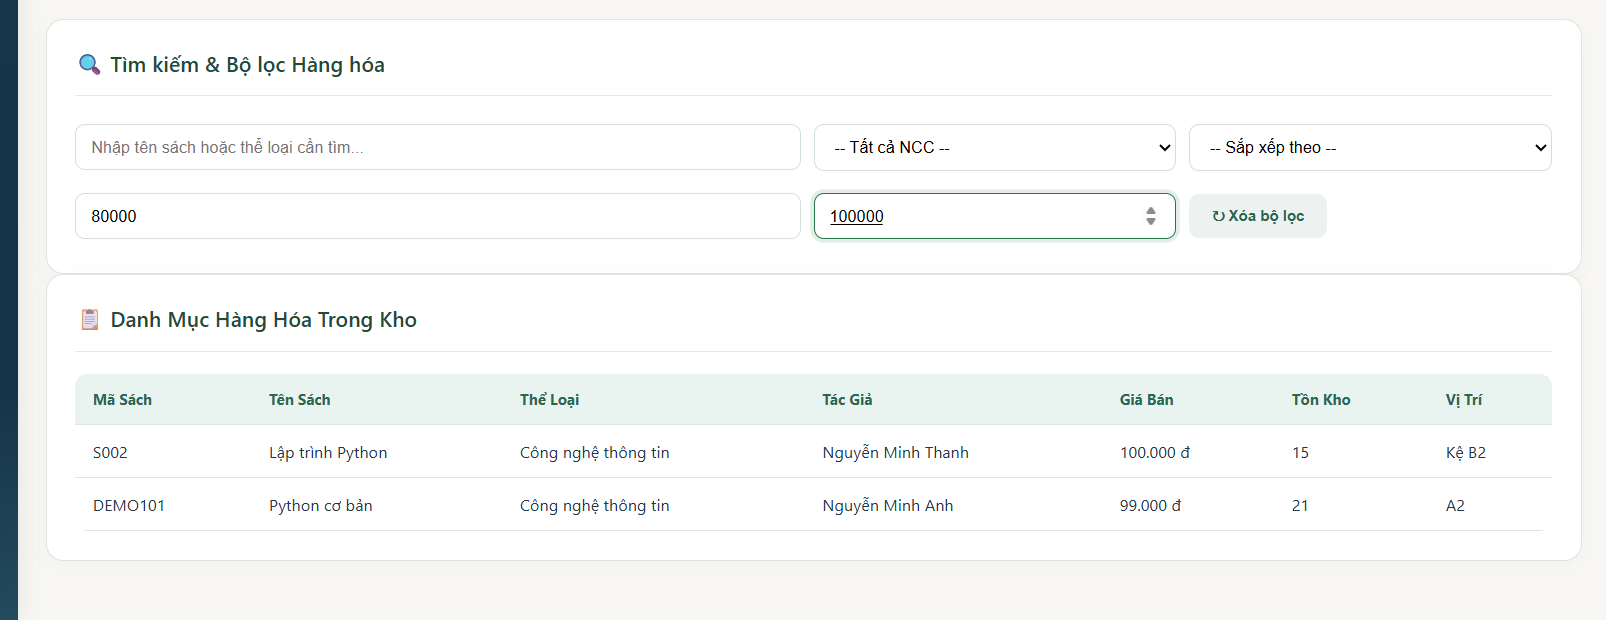 Tìm kiếm & Bộ lọc Hàng hóa
Nhập tên sách hoặc thể loại cần tìm... -- Tất cả NCC -- -- Sắp xếp theo --
80000 100000 ↻ Xóa bộ lọc
Danh Mục Hàng Hóa Trong Kho
Mã Sách Tên Sách Thể Loại Tác Giả Giá Bán Tồn Kho Vị Trí
S002 Lập trình Python Công nghệ thông tin Nguyễn Minh Thanh 100.000 đ 15 Kệ B2
DEMO101 Python cơ bản Công nghệ thông tin Nguyễn Minh Anh 99.000 đ 21 A2